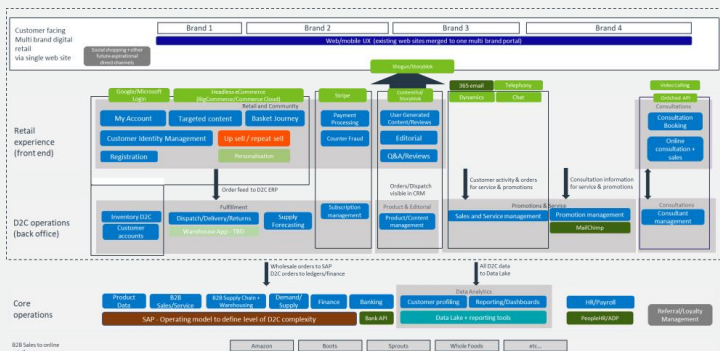 Customer facing
Multi brand digital
retail
via single web site
Brand 1
Brand 2
Brand 3
Brand 4
Web/mobile UX (existing web sites merged to one multi brand portal)
Social shopping + other
Future aspirational
direct channels
Shogun/Storyblok
Google/Microsoft
Login
Headless eCommerce
(BigCommerce/Commerce Cloud)
Stripe
Contentful/
Storyblok
365 email
Telephony
Dynamics
Chat
Video calling
Retail and Community
Consultations
Retail
experience
(front end)
My Account
Targeted content
Basket Journey
Customer Identity Management
Up sell / repeat sell
Registration
Personalisation
Payment
Processing
Counter Fraud
User Generated
Content/Reviews
Editorial
Q&A/Reviews
Consultation
Booking
Online
consultation +
sales
Order feed to D2C ERP
Orders/Dispatch
visible in CRM
Customer activity & orders
for service & promotions
Consultation information
for service & promotions
D2C operations
(back office)
Fulfillment
Product & Editorial
Promotions & Service
Consultations
Inventory D2C
Customer
accounts
Dispatch/Delivery/Returns
Warehouse App - TBD
Supply
Forecasting
Subscription
management
Product/Content
management
Sales and Service management
Promotion management
MailChimp
Consultant
management
Wholesale orders to SAP
D2C orders to ledgers/finance
All D2C data
to Data Lake
Core
operations
Product
Data
B2B
Sales/Service
B2B Supply Chain +
Warehousing
Demand/
Supply
Finance
Banking
SAP - Operating model to define level of D2C complexity
Bank API
Data Analytics
Customer profiling
Reporting/Dashboards
Data Lake + reporting tools
HR/Payroll
PeopleHR/ADP
Referral/Loyalty
Management
B2B Sales to online
Amazon
Boots
Sprouts
Whole Foods
etc...